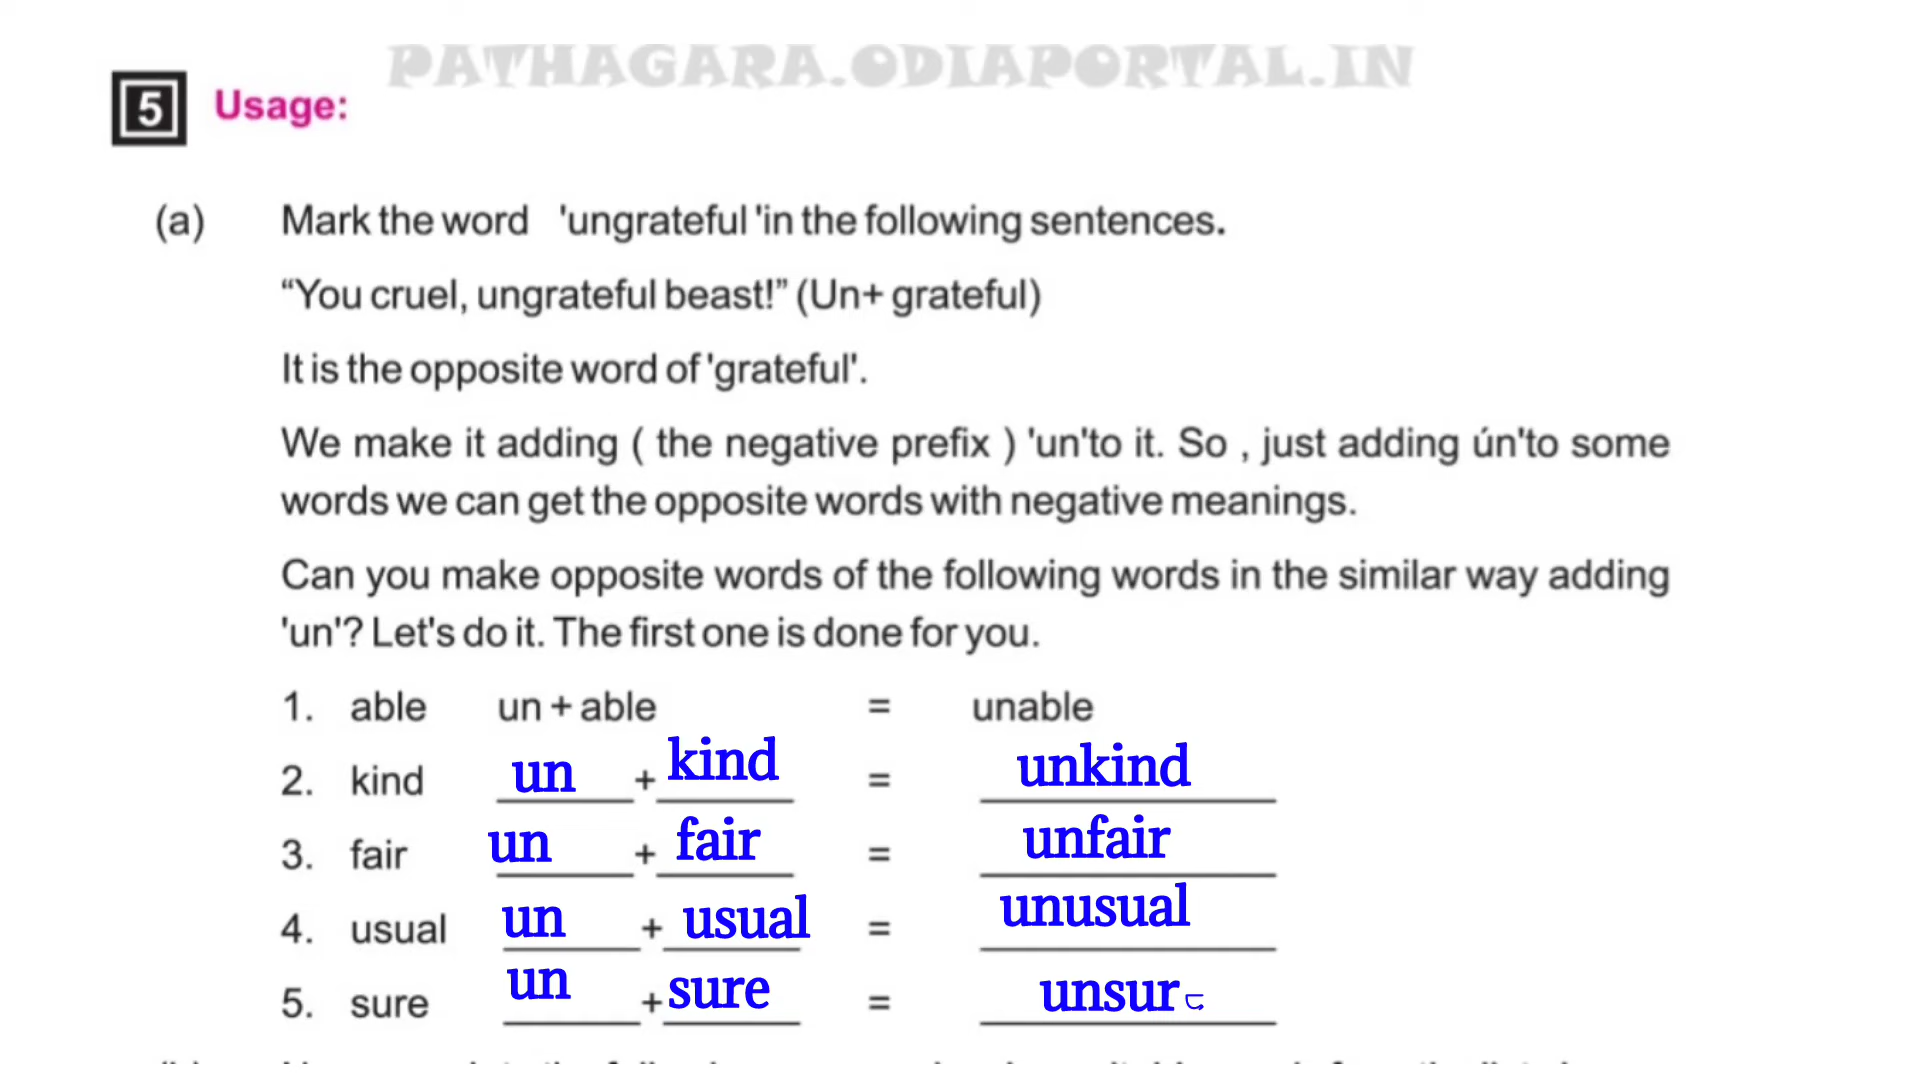 PATHAGARA.ODIAPORTAL.IN
5 Usage:
(a) Mark the word 'ungrateful 'in the following sentences.
“You cruel, ungrateful beast!” (Un+ grateful)
It is the opposite word of 'grateful'.
We make it adding ( the negative prefix ) 'un'to it. So , just adding ún'to some
words we can get the opposite words with negative meanings.
Can you make opposite words of the following words in the similar way adding
'un'? Let's do it. The first one is done for you.
1. able un + able = unable
2. kind un + kind = unkind
3. fair un + fair = unfair
4. usual un + usual = unusual
5. sure un + sure = unsur